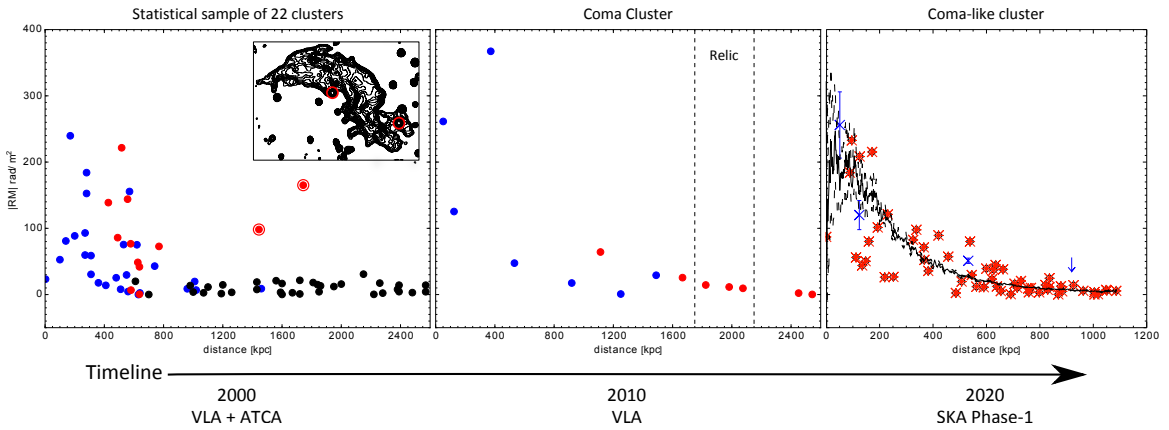 Statistical sample of 22 clusters
Coma Cluster
Coma-like cluster
400
300
200
100
0
|RM| rad/ m²
Relic
0 400 800 1200 1600 2000 2400
distance [kpc]
0 400 800 1200 1600 2000 2400
distance [kpc]
0 200 400 600 800 1000 1200
distance [kpc]
Timeline
2000
VLA + ATCA
2010
VLA
2020
SKA Phase-1